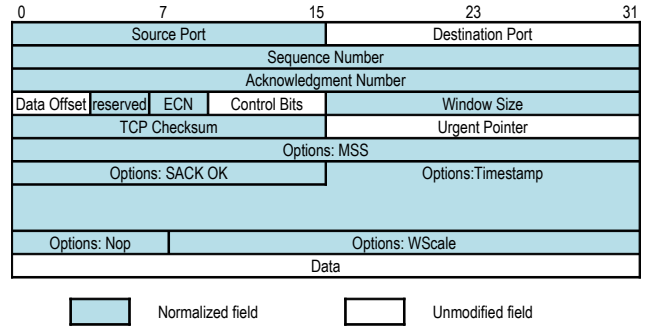 0 7 15 23 31
Source Port Destination Port
Sequence Number
Acknowledgment Number
Data Offset reserved ECN Control Bits Window Size
TCP Checksum Urgent Pointer
Options: MSS
Options: SACK OK Options:Timestamp
Options: Nop Options: WScale
Data
Normalized field Unmodified field